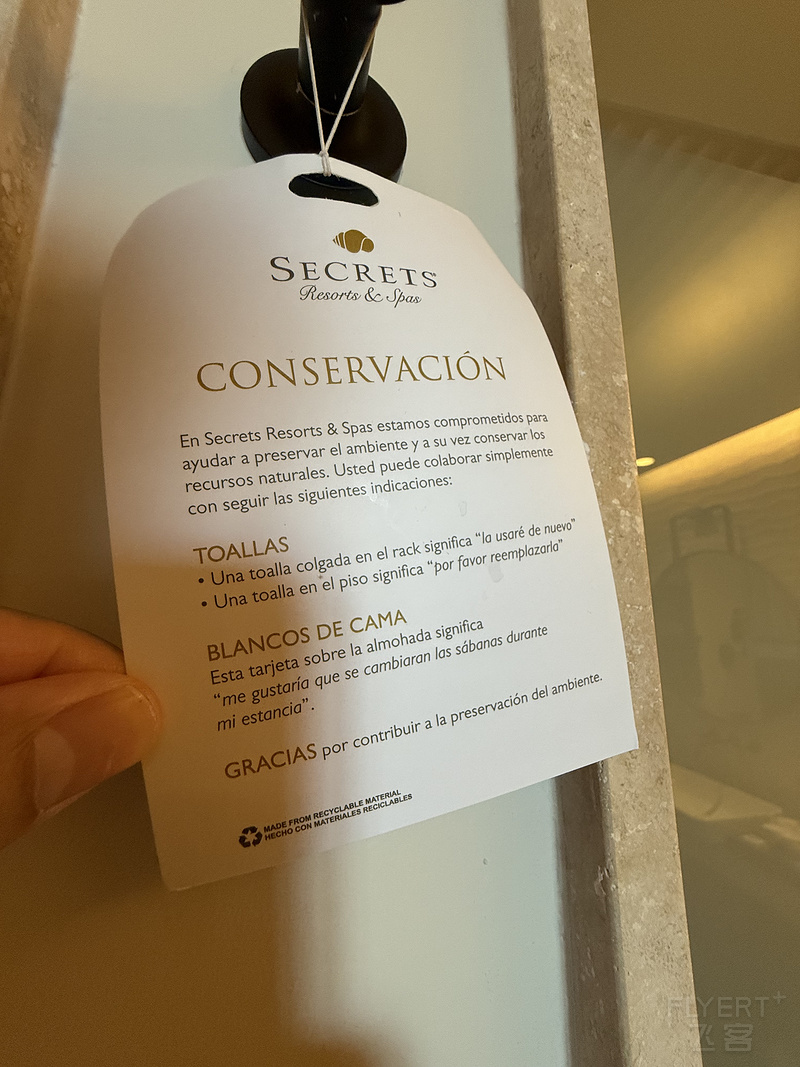 SECRETS®
Resorts & Spas
CONSERVACIÓN
En Secrets Resorts & Spas estamos comprometidos para
ayudar a preservar el ambiente y a su vez conservar los
recursos naturales. Usted puede colaborar simplemente
con seguir las siguientes indicaciones:
TOALLAS
• Una toalla colgada en el rack significa “la usaré de nuevo”
• Una toalla en el piso significa “por favor reemplazarla”
BLANCOS DE CAMA
Esta tarjeta sobre la almohada significa
“me gustaría que se cambiaran las sábanas durante
mi estancia”.
GRACIAS por contribuir a la preservación del ambiente.
MADE FROM RECYCLABLE MATERIAL
HECHO CON MATERIALES RECICLABLES
FLYERT+
飞客